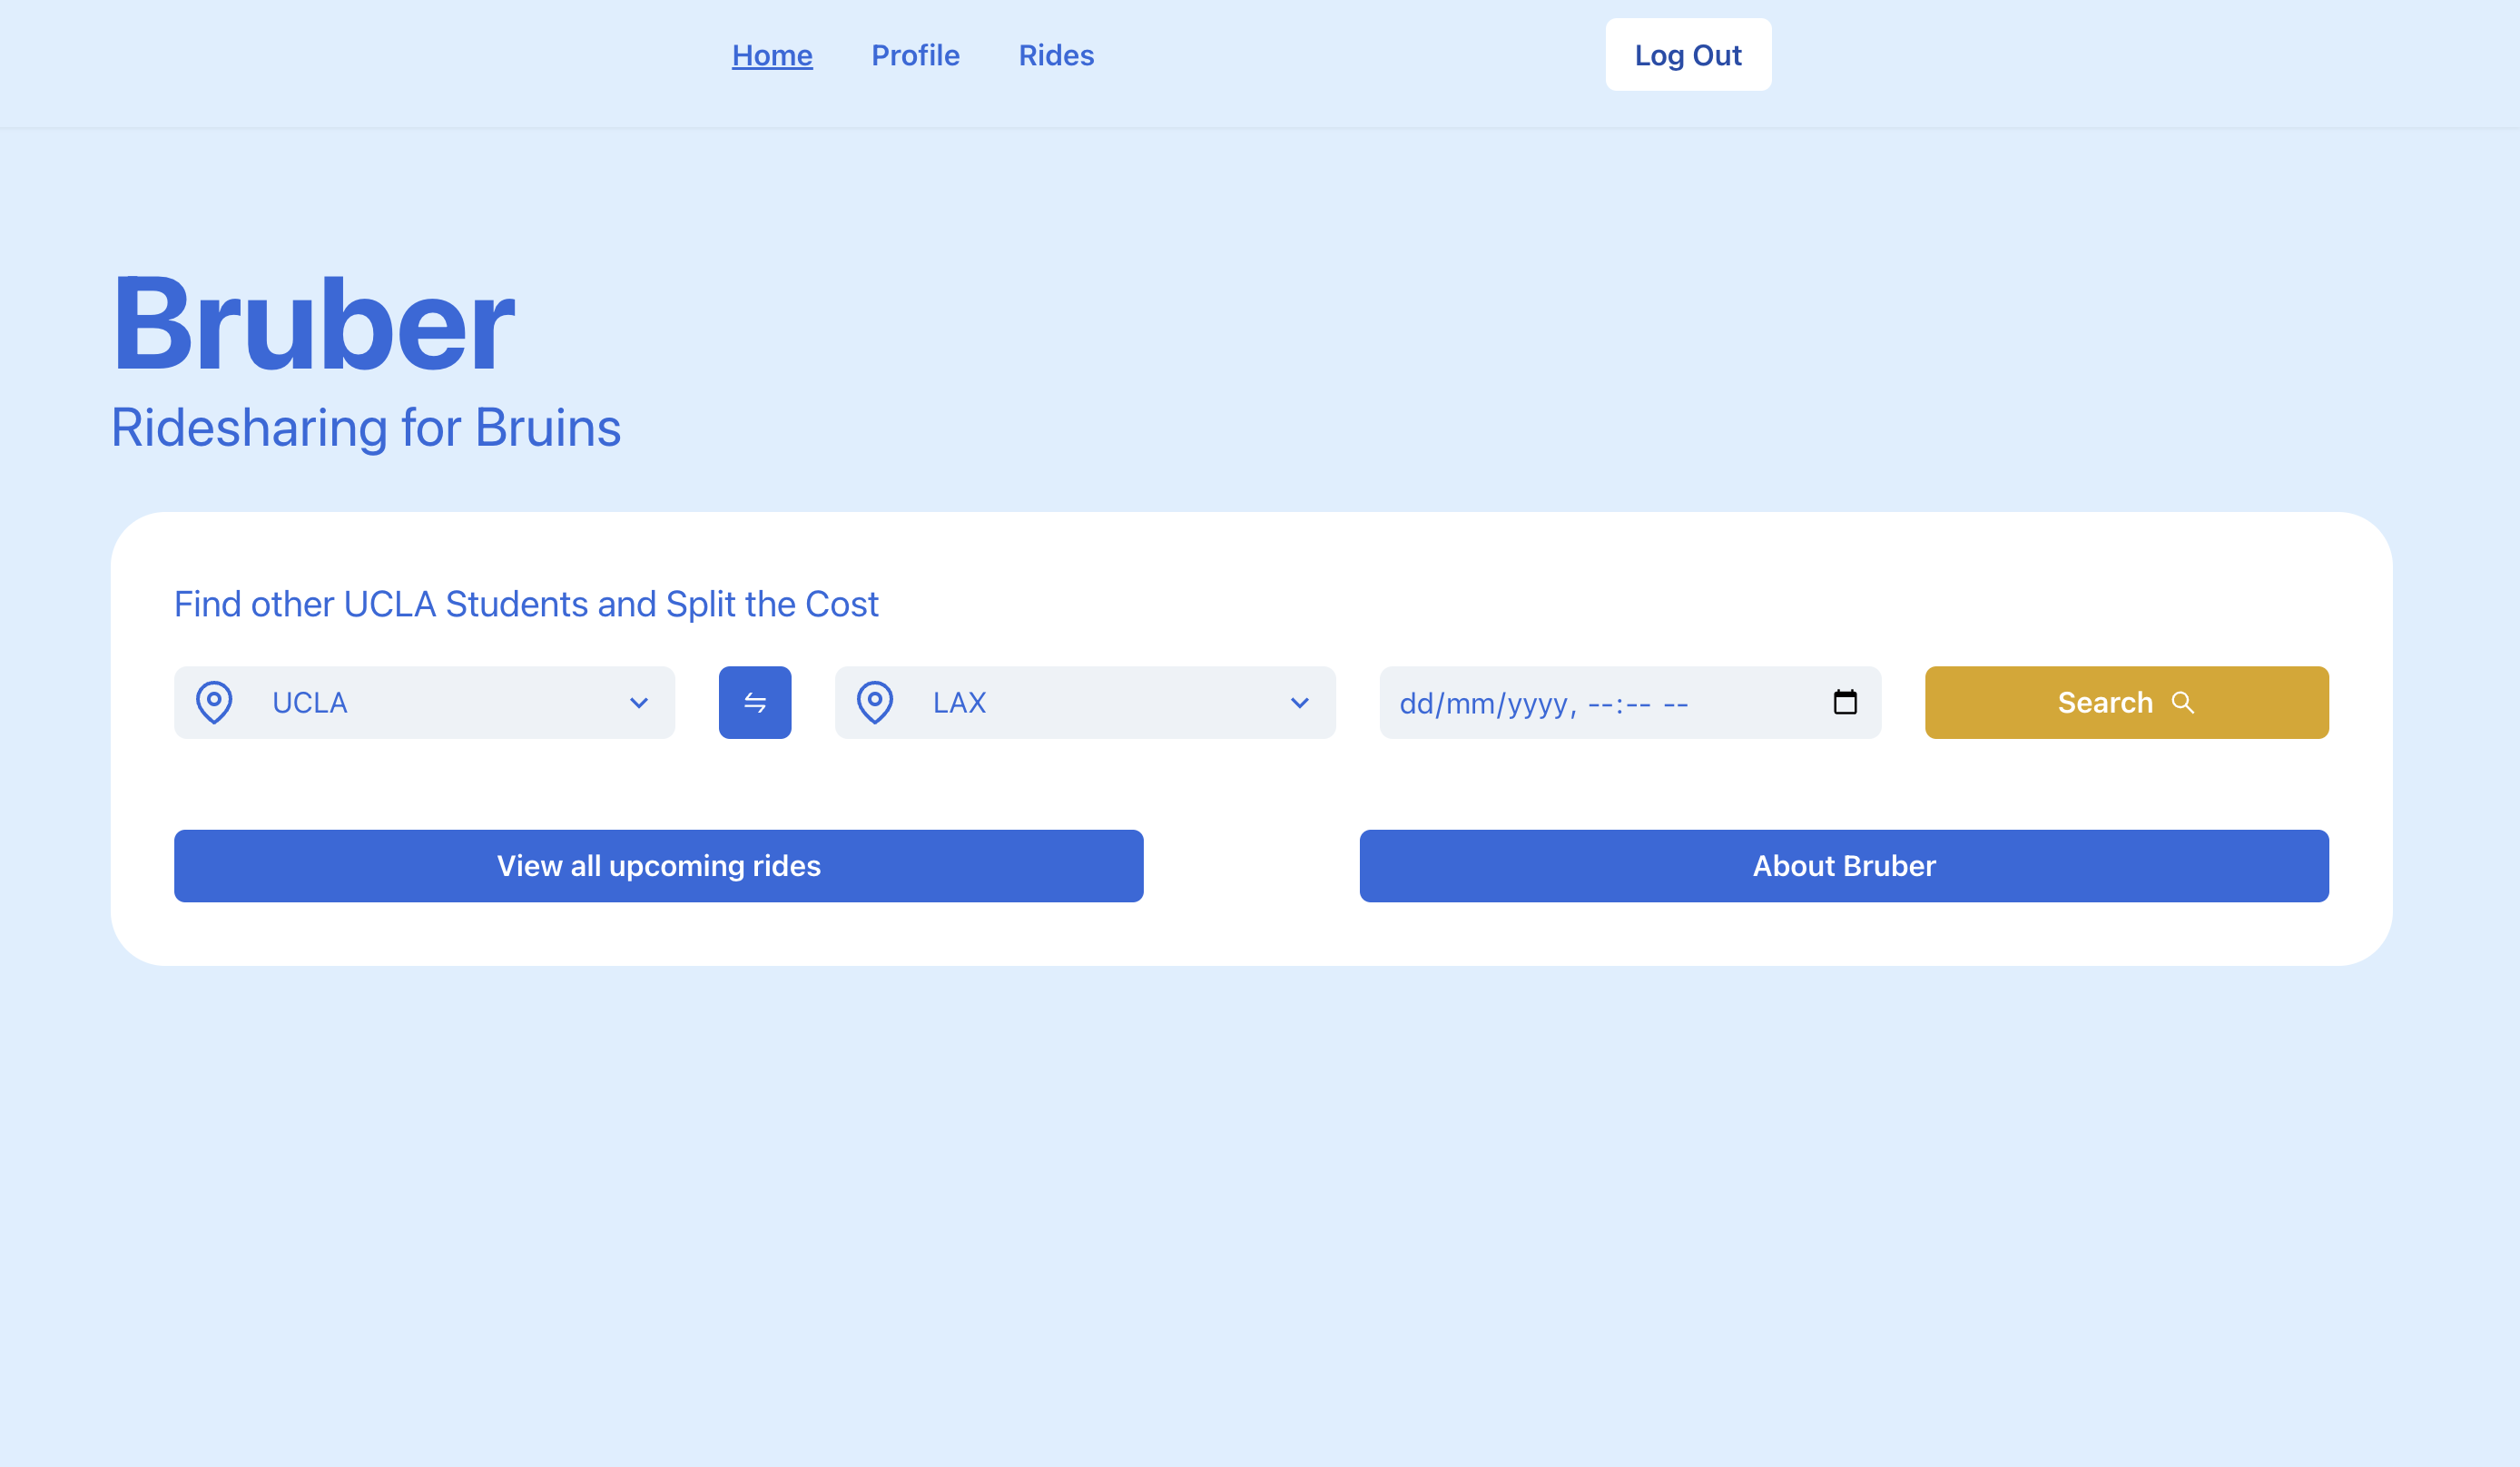 Home Profile Rides Log Out
Bruber
Ridesharing for Bruins
Find other UCLA Students and Split the Cost
UCLA LAX dd/mm/yyyy, --:-- -- Search
View all upcoming rides About Bruber